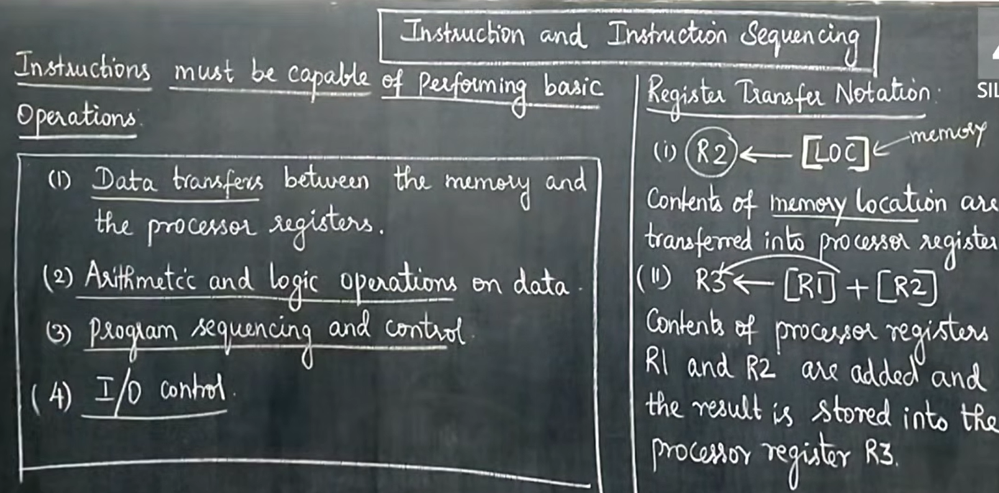 Instruction and Instruction Sequencing
Instructions must be capable of performing basic
Operations:
(1) Data transfers between the memory and
the processor registers.
(2) Arithmetic and logic operations on data.
(3) Program sequencing and control.
(4) I/O control.
Register Transfer Notation:
(i) R2 ← [LOC] ← memory
Contents of memory location are
transferred into processor register
(II) R3 ← [R1] + [R2]
Contents of processor registers
R1 and R2 are added and
the result is stored into the
processor register R3.
SIL